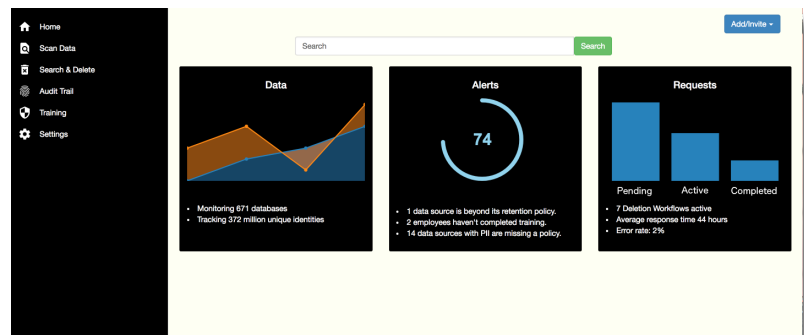 Home
Scan Data
Search & Delete
Audit Trail
Training
Settings
Add/Invite
Search
Search
Data
Monitoring 671 databases
Tracking 372 million unique identities
Alerts
74
1 data source is beyond its retention policy.
2 employees haven't completed training.
14 data sources with PII are missing a policy.
Requests
Pending Active Completed
7 Deletion Workflows active
Average response time 44 hours
Error rate: 2%